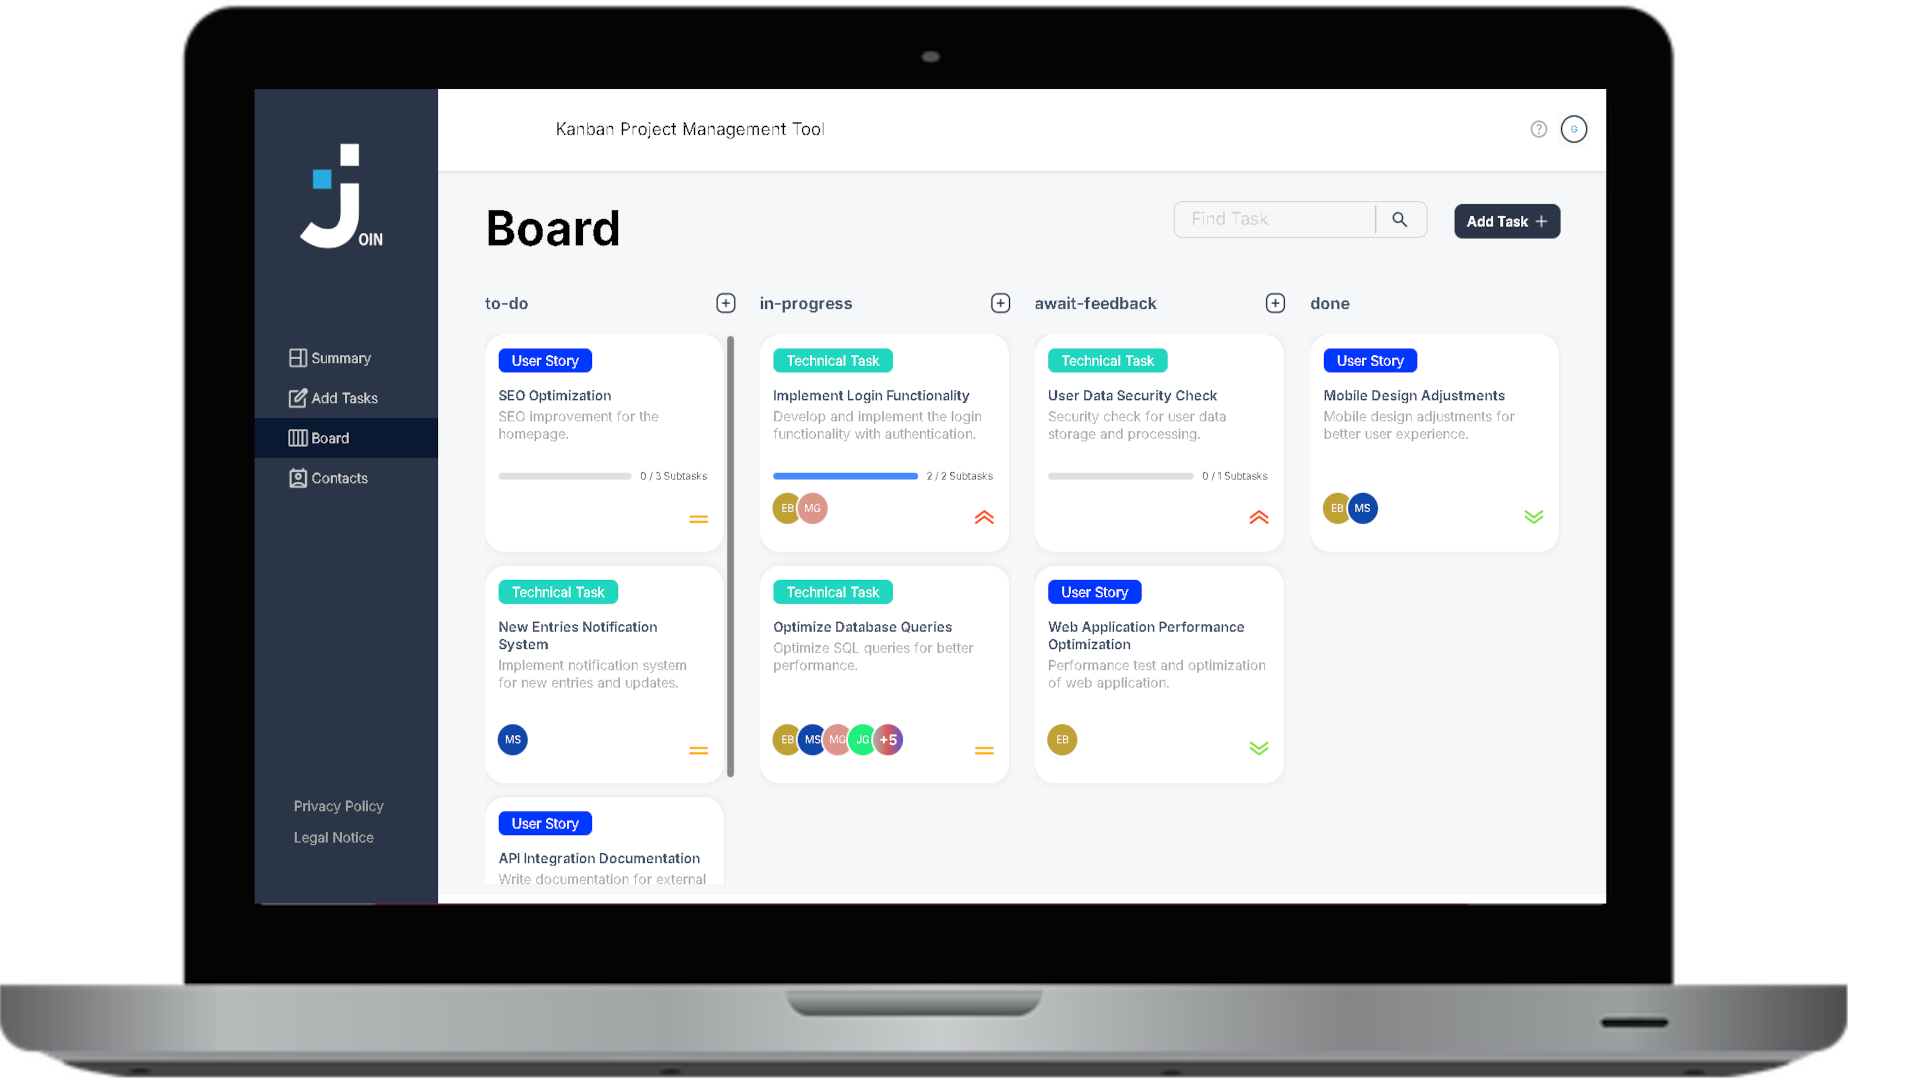 OIN
Kanban Project Management Tool
?
G
Summary
Add Tasks
Board
Contacts
Privacy Policy
Legal Notice
Board
Find Task
Add Task +
to-do
User Story
SEO Optimization
SEO improvement for the
homepage.
0 / 3 Subtasks
Technical Task
New Entries Notification
System
Implement notification system
for new entries and updates.
MS
User Story
API Integration Documentation
Write documentation for external
in-progress
Technical Task
Implement Login Functionality
Develop and implement the login
functionality with authentication.
2 / 2 Subtasks
EB MG
Technical Task
Optimize Database Queries
Optimize SQL queries for better
performance.
EB MS MG JG +5
await-feedback
Technical Task
User Data Security Check
Security check for user data
storage and processing.
0 / 1 Subtasks
User Story
Web Application Performance
Optimization
Performance test and optimization
of web application.
EB
done
User Story
Mobile Design Adjustments
Mobile design adjustments for
better user experience.
EB MS